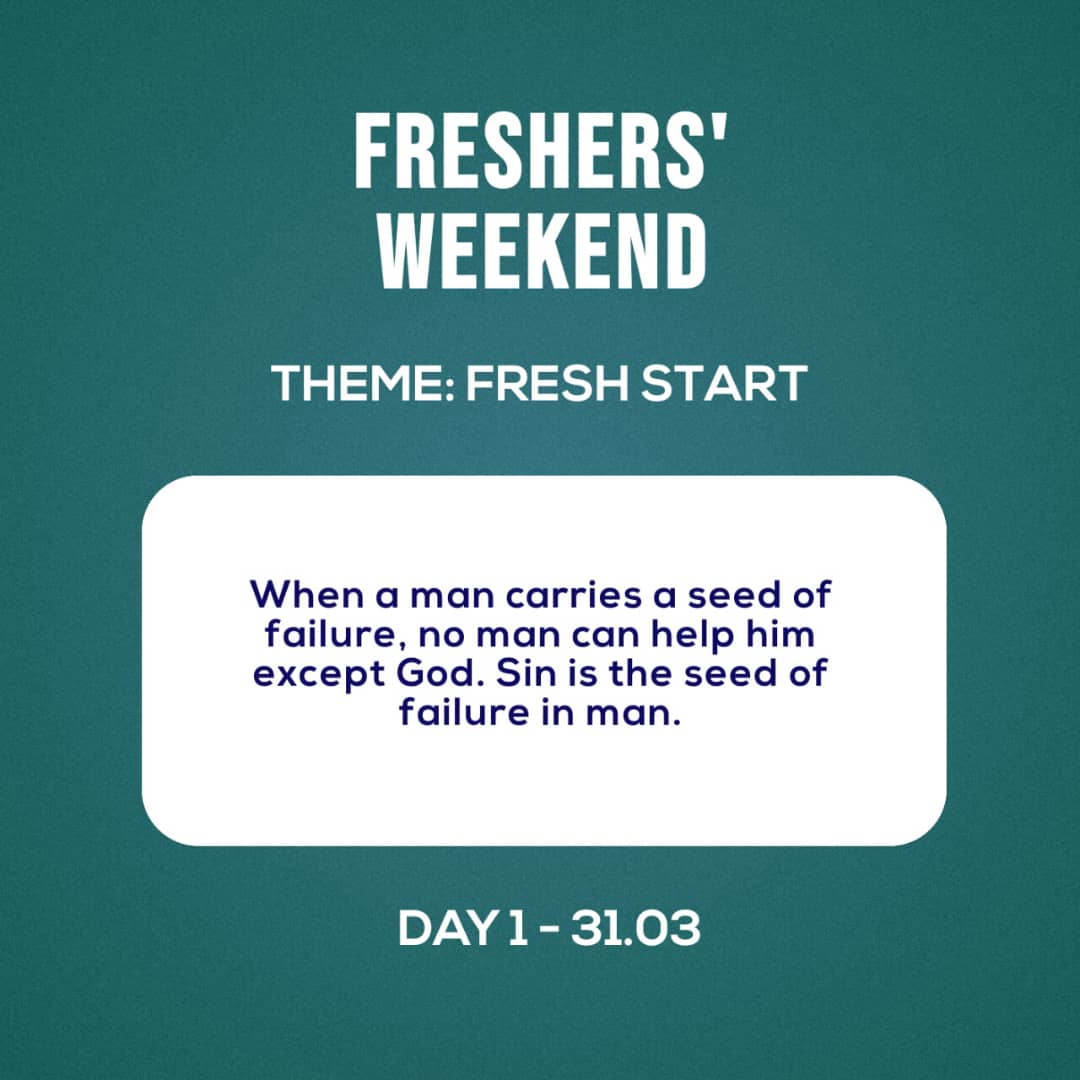 FRESHERS'
WEEKEND
THEME: FRESH START
When a man carries a seed of
failure, no man can help him
except God. Sin is the seed of
failure in man.
DAY 1 - 31.03